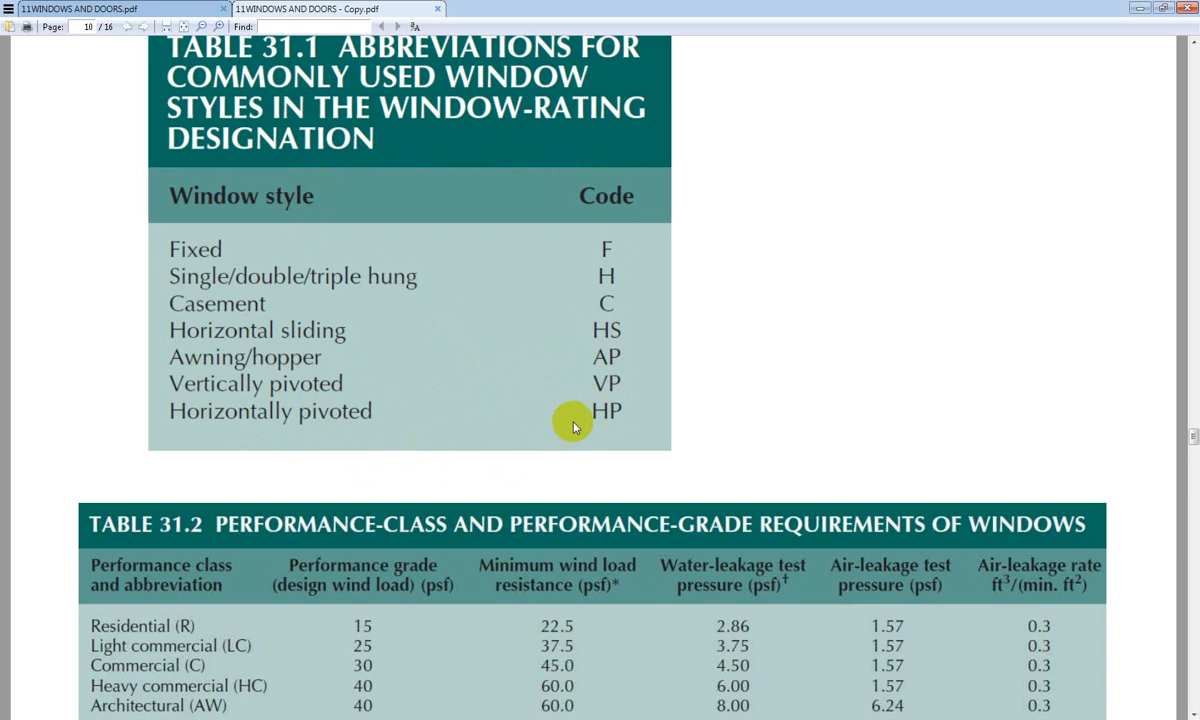 11WINDOWS AND DOORS.pdf
11WINDOWS AND DOORS - Copy.pdf
Page: 10 / 16 Find:
TABLE 31.1 ABBREVIATIONS FOR
COMMONLY USED WINDOW
STYLES IN THE WINDOW-RATING
DESIGNATION
Window style Code
Fixed F
Single/double/triple hung H
Casement C
Horizontal sliding HS
Awning/hopper AP
Vertically pivoted VP
Horizontally pivoted HP
TABLE 31.2 PERFORMANCE-CLASS AND PERFORMANCE-GRADE REQUIREMENTS OF WINDOWS
Performance class Performance grade Minimum wind load Water-leakage test Air-leakage test Air-leakage rate
and abbreviation (design wind load) (psf) resistance (psf)* pressure (psf)† pressure (psf) ft³/(min. ft²)
Residential (R) 15 22.5 2.86 1.57 0.3
Light commercial (LC) 25 37.5 3.75 1.57 0.3
Commercial (C) 30 45.0 4.50 1.57 0.3
Heavy commercial (HC) 40 60.0 6.00 1.57 0.3
Architectural (AW) 40 60.0 8.00 6.24 0.3